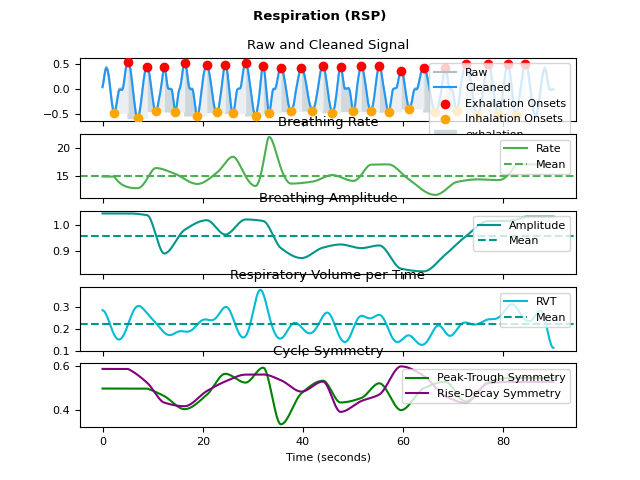 Respiration (RSP)
Raw and Cleaned Signal
0.5
0.0
−0.5
Raw
Cleaned
Exhalation Onsets
Inhalation Onsets
exhalation
Breathing Rate
20
15
Rate
Mean
Breathing Amplitude
1.0
0.9
Amplitude
Mean
Respiratory Volume per Time
0.3
0.2
0.1
RVT
Mean
Cycle Symmetry
0.6
0.4
Peak-Trough Symmetry
Rise-Decay Symmetry
0 20 40 60 80
Time (seconds)